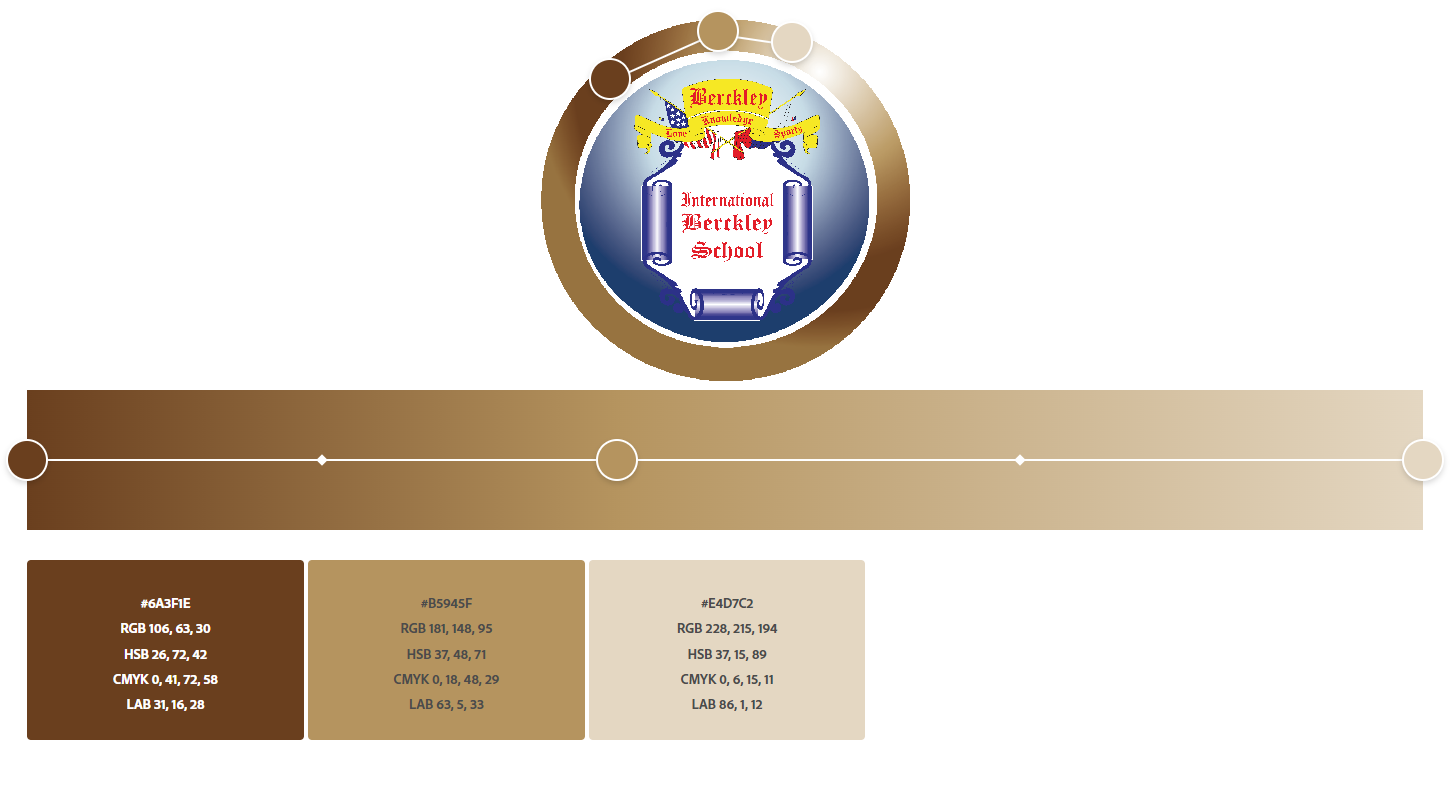 Berckley
Knowledge
Love
Sports
International
Berckley
School
#6A3F1E
RGB 106, 63, 30
HSB 26, 72, 42
CMYK 0, 41, 72, 58
LAB 31, 16, 28
#B5945F
RGB 181, 148, 95
HSB 37, 48, 71
CMYK 0, 18, 48, 29
LAB 63, 5, 33
#E4D7C2
RGB 228, 215, 194
HSB 37, 15, 89
CMYK 0, 6, 15, 11
LAB 86, 1, 12